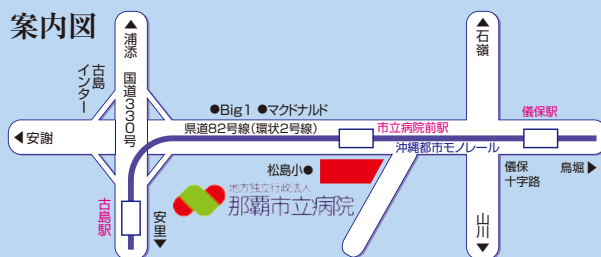 案内図
▲
浦添
国道330号
古島
インター
◀安謝
●Big1 ●マクドナルド
県道82号線(環状2号線)
市立病院前駅
沖縄都市モノレール
▲
石嶺
儀保駅
儀保
十字路
鳥堀▶
松島小●
地方独立行政法人
那覇市立病院
古島駅
安里
▼
山川
▼